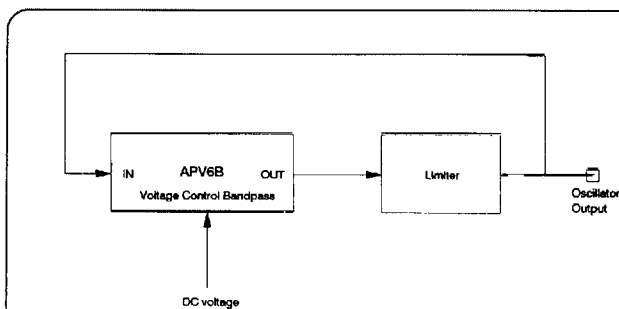 IN APV6B OUT
Voltage Control Bandpass
Limiter
Oscillator
Output
DC voltage